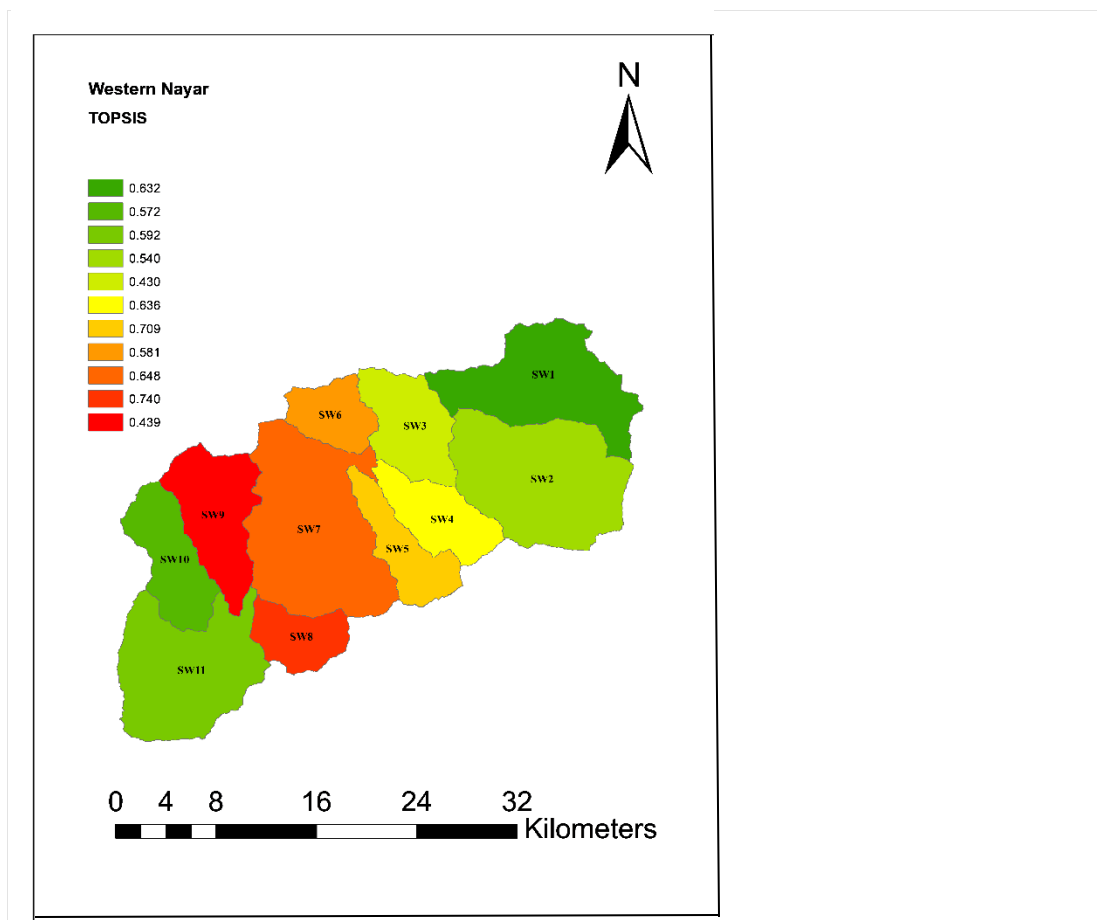 Western Nayar
TOPSIS
N
0.632
0.572
0.592
0.540
0.430
0.636
0.709
0.581
0.648
0.740
0.439
SW1
SW6
SW3
SW2
SW9
SW4
SW7
SW5
SW10
SW8
SW11
0 4 8 16 24 32
Kilometers